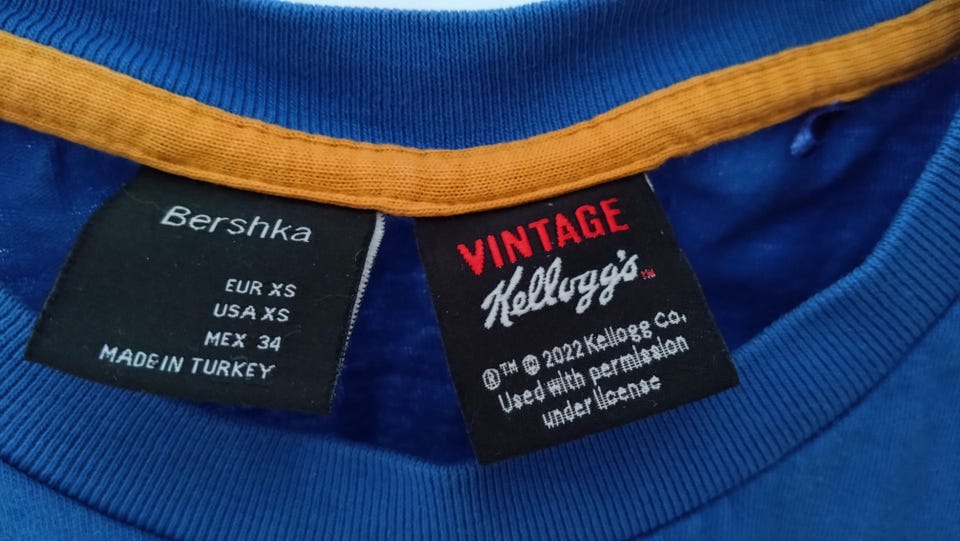 Bershka
EUR XS
USA XS
MEX 34
MADE IN TURKEY
VINTAGE
Kellogg's™
®™ © 2022 Kellogg Co.
Used with permission
under license